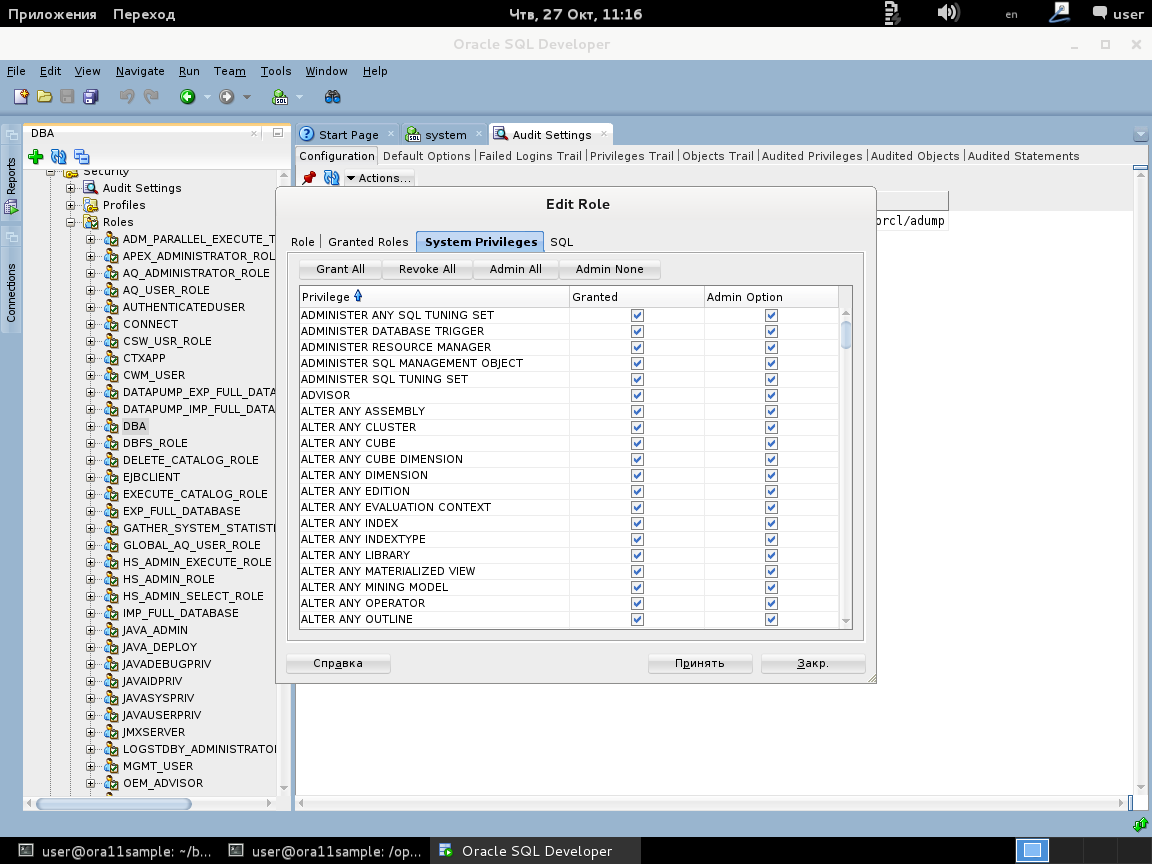 Приложения Переход Чтв, 27 Окт, 11:16 en user
Oracle SQL Developer
File Edit View Navigate Run Team Tools Window Help
DBA
Start Page system Audit Settings
Configuration Default Options Failed Logins Trail Privileges Trail Objects Trail Audited Privileges Audited Objects Audited Statements
Actions...
Reports
Connections
Security
Audit Settings
Profiles
Roles
ADM_PARALLEL_EXECUTE_T
APEX_ADMINISTRATOR_ROL
AQ_ADMINISTRATOR_ROLE
AQ_USER_ROLE
AUTHENTICATEDUSER
CONNECT
CSW_USR_ROLE
CTXAPP
CWM_USER
DATAPUMP_EXP_FULL_DATA
DATAPUMP_IMP_FULL_DATA
DBA
DBFS_ROLE
DELETE_CATALOG_ROLE
EJBCLIENT
EXECUTE_CATALOG_ROLE
EXP_FULL_DATABASE
GATHER_SYSTEM_STATISTI
GLOBAL_AQ_USER_ROLE
HS_ADMIN_EXECUTE_ROLE
HS_ADMIN_ROLE
HS_ADMIN_SELECT_ROLE
IMP_FULL_DATABASE
JAVA_ADMIN
JAVA_DEPLOY
JAVADEBUGPRIV
JAVAIDPRIV
JAVASYSPRIV
JAVAUSERPRIV
JMXSERVER
LOGSTDBY_ADMINISTRATO
MGMT_USER
OEM_ADVISOR
orcl/adump
Edit Role
Role Granted Roles System Privileges SQL
Grant All Revoke All Admin All Admin None
Privilege Granted Admin Option
ADMINISTER ANY SQL TUNING SET
ADMINISTER DATABASE TRIGGER
ADMINISTER RESOURCE MANAGER
ADMINISTER SQL MANAGEMENT OBJECT
ADMINISTER SQL TUNING SET
ADVISOR
ALTER ANY ASSEMBLY
ALTER ANY CLUSTER
ALTER ANY CUBE
ALTER ANY CUBE DIMENSION
ALTER ANY DIMENSION
ALTER ANY EDITION
ALTER ANY EVALUATION CONTEXT
ALTER ANY INDEX
ALTER ANY INDEXTYPE
ALTER ANY LIBRARY
ALTER ANY MATERIALIZED VIEW
ALTER ANY MINING MODEL
ALTER ANY OPERATOR
ALTER ANY OUTLINE
Справка Принять Закр.
user@ora11sample: ~/b... user@ora11sample: /op... Oracle SQL Developer